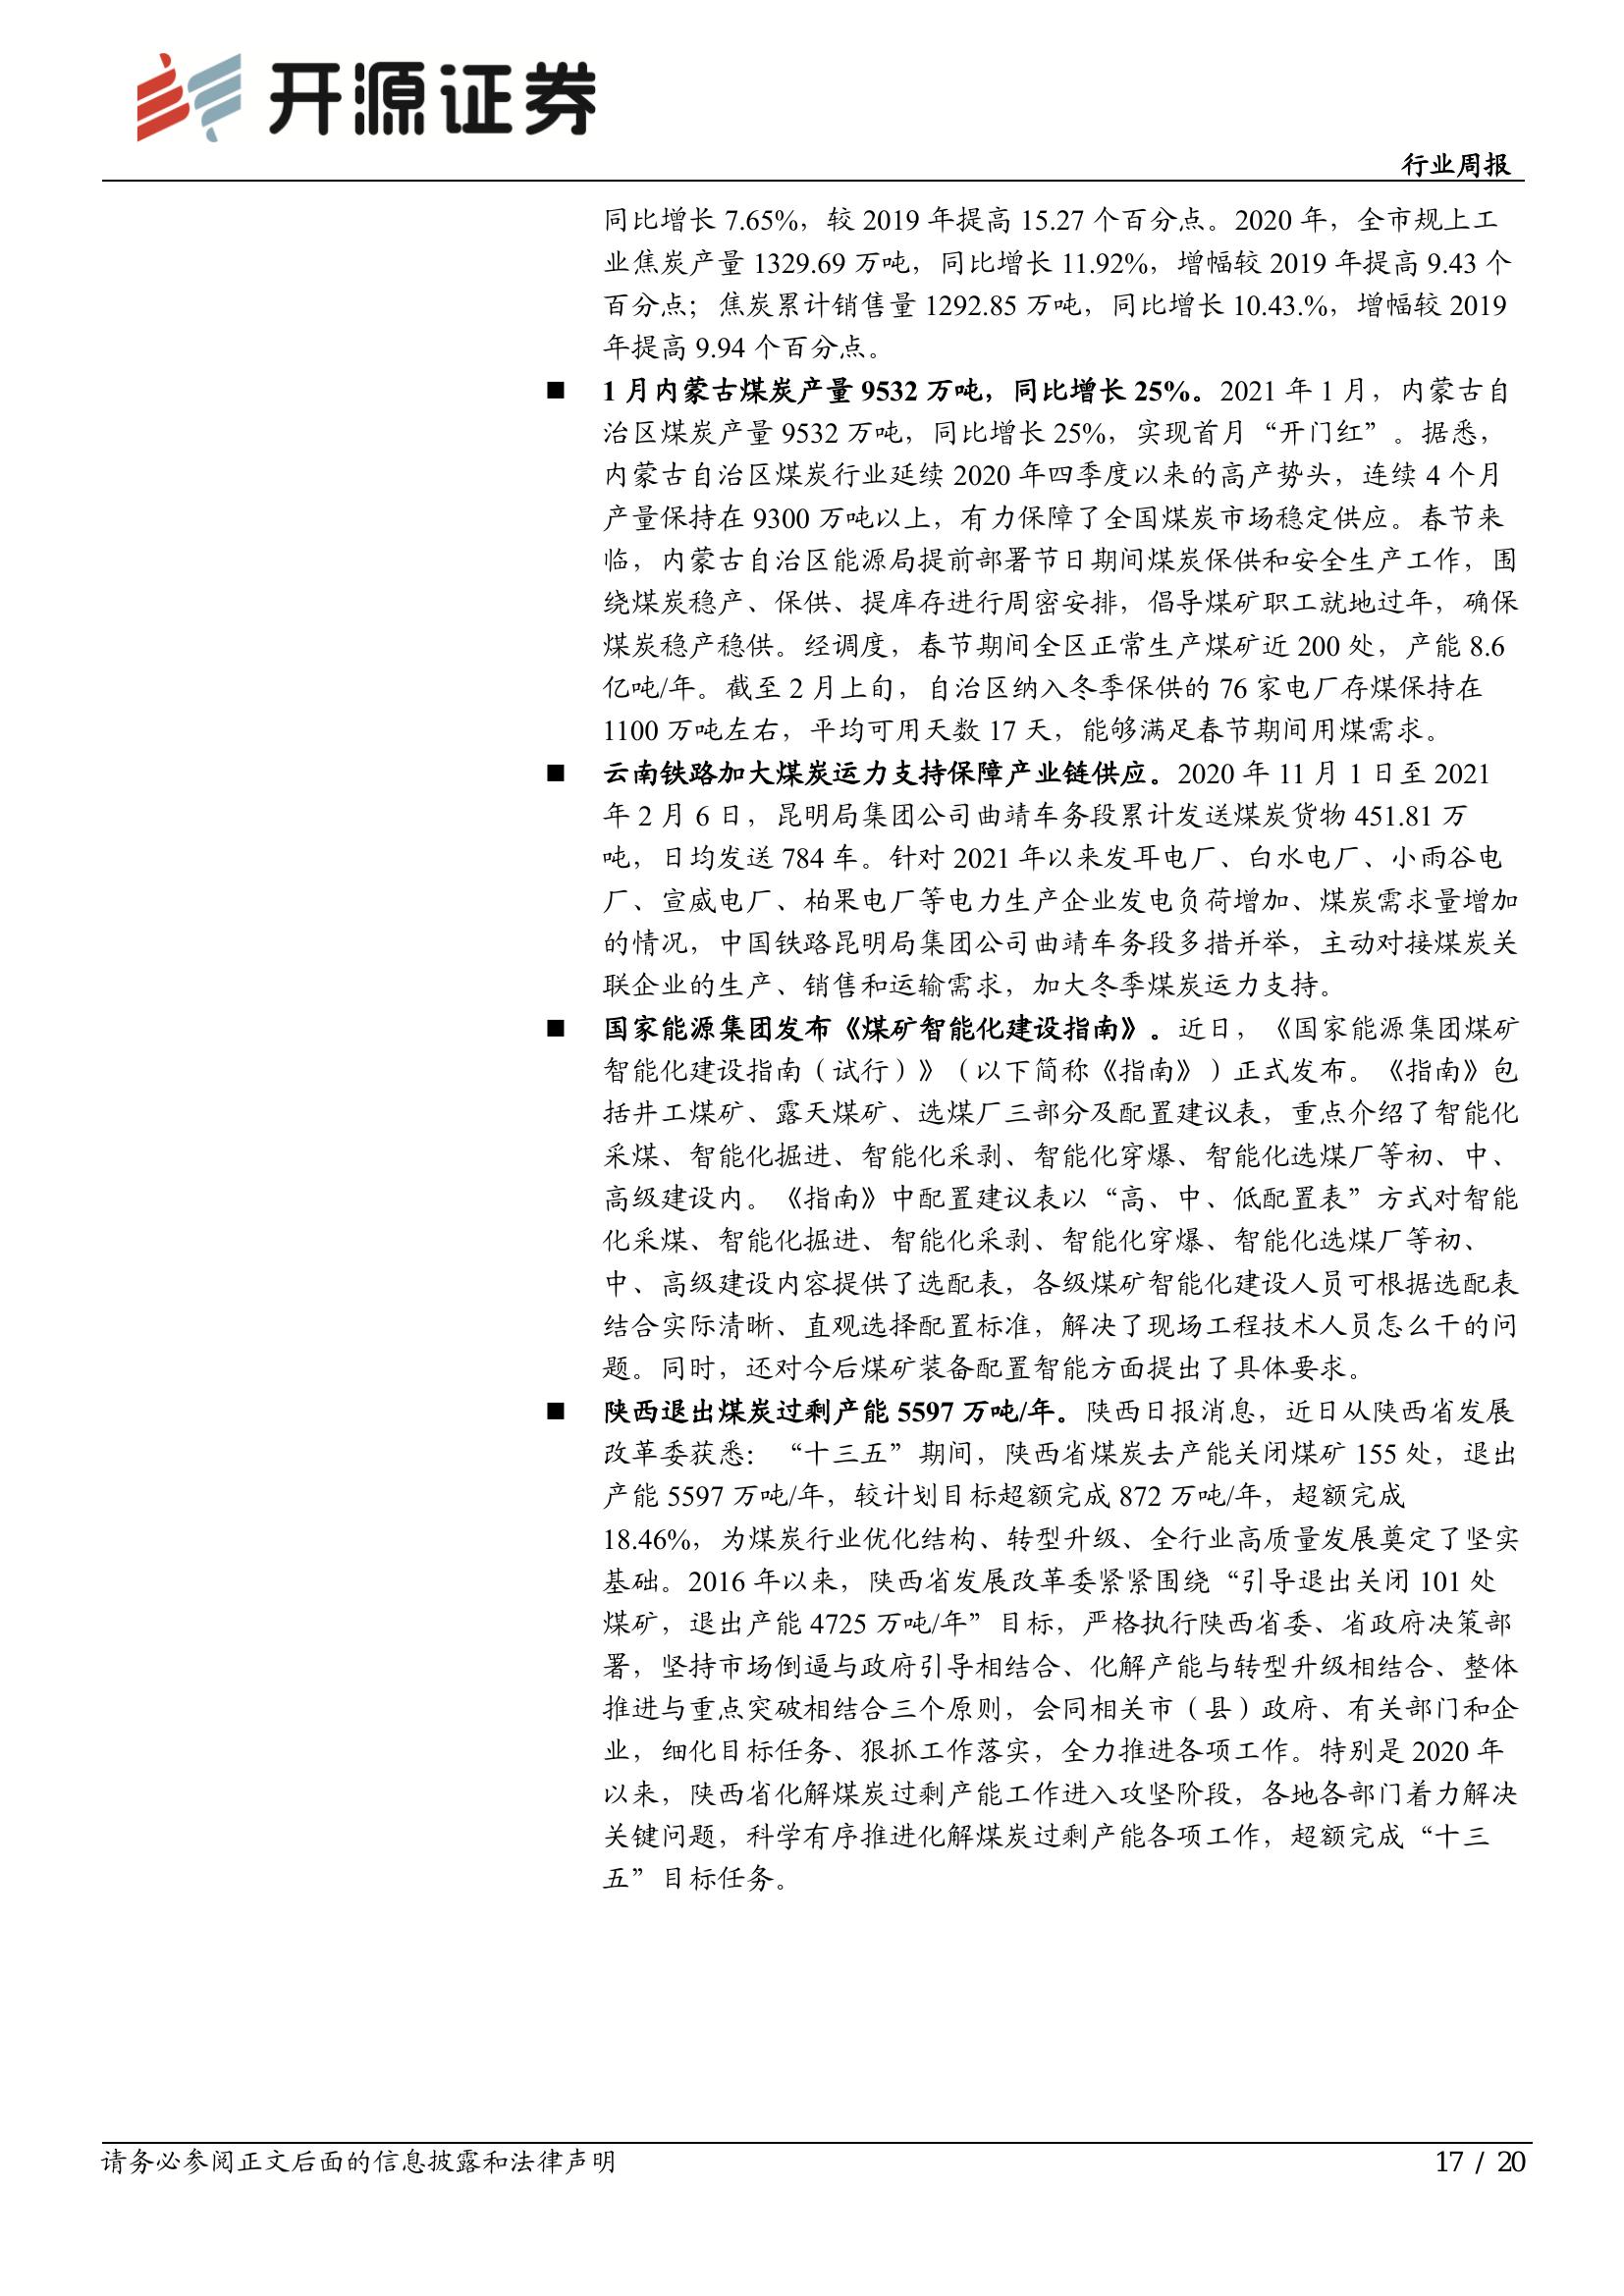 开源证券
行业周报
同比增长 7.65%，较 2019 年提高 15.27 个百分点。2020 年，全市规上工
业焦炭产量 1329.69 万吨，同比增长 11.92%，增幅较 2019 年提高 9.43 个
百分点；焦炭累计销售量 1292.85 万吨，同比增长 10.43.%，增幅较 2019
年提高 9.94 个百分点。
■ 1 月内蒙古煤炭产量 9532 万吨，同比增长 25%。2021 年 1 月，内蒙古自
治区煤炭产量 9532 万吨，同比增长 25%，实现首月“开门红”。据悉，
内蒙古自治区煤炭行业延续 2020 年四季度以来的高产势头，连续 4 个月
产量保持在 9300 万吨以上，有力保障了全国煤炭市场稳定供应。春节来
临，内蒙古自治区能源局提前部署节日期间煤炭保供和安全生产工作，围
绕煤炭稳产、保供、提库存进行周密安排，倡导煤矿职工就地过年，确保
煤炭稳产稳供。经调度，春节期间全区正常生产煤矿近 200 处，产能 8.6
亿吨/年。截至 2 月上旬，自治区纳入冬季保供的 76 家电厂存煤保持在
1100 万吨左右，平均可用天数 17 天，能够满足春节期间用煤需求。
■ 云南铁路加大煤炭运力支持保障产业链供应。2020 年 11 月 1 日至 2021
年 2 月 6 日，昆明局集团公司曲靖车务段累计发送煤炭货物 451.81 万
吨，日均发送 784 车。针对 2021 年以来发耳电厂、白水电厂、小雨谷电
厂、宣威电厂、柏果电厂等电力生产企业发电负荷增加、煤炭需求量增加
的情况，中国铁路昆明局集团公司曲靖车务段多措并举，主动对接煤炭关
联企业的生产、销售和运输需求，加大冬季煤炭运力支持。
■ 国家能源集团发布《煤矿智能化建设指南》。近日，《国家能源集团煤矿
智能化建设指南（试行）》（以下简称《指南》）正式发布。《指南》包
括井工煤矿、露天煤矿、选煤厂三部分及配置建议表，重点介绍了智能化
采煤、智能化掘进、智能化采剥、智能化穿爆、智能化选煤厂等初、中、
高级建设内。《指南》中配置建议表以“高、中、低配置表”方式对智能
化采煤、智能化掘进、智能化采剥、智能化穿爆、智能化选煤厂等初、
中、高级建设内容提供了选配表，各级煤矿智能化建设人员可根据选配表
结合实际清晰、直观选择配置标准，解决了现场工程技术人员怎么干的问
题。同时，还对今后煤矿装备配置智能方面提出了具体要求。
■ 陕西退出煤炭过剩产能 5597 万吨/年。陕西日报消息，近日从陕西省发展
改革委获悉：“十三五”期间，陕西省煤炭去产能关闭煤矿 155 处，退出
产能 5597 万吨/年，较计划目标超额完成 872 万吨/年，超额完成
18.46%，为煤炭行业优化结构、转型升级、全行业高质量发展奠定了坚实
基础。2016 年以来，陕西省发展改革委紧紧围绕“引导退出关闭 101 处
煤矿，退出产能 4725 万吨/年”目标，严格执行陕西省委、省政府决策部
署，坚持市场倒逼与政府引导相结合、化解产能与转型升级相结合、整体
推进与重点突破相结合三个原则，会同相关市（县）政府、有关部门和企
业，细化目标任务、狠抓工作落实，全力推进各项工作。特别是 2020 年
以来，陕西省化解煤炭过剩产能工作进入攻坚阶段，各地各部门着力解决
关键问题，科学有序推进化解煤炭过剩产能各项工作，超额完成“十三
五”目标任务。
请务必参阅正文后面的信息披露和法律声明
17 / 20